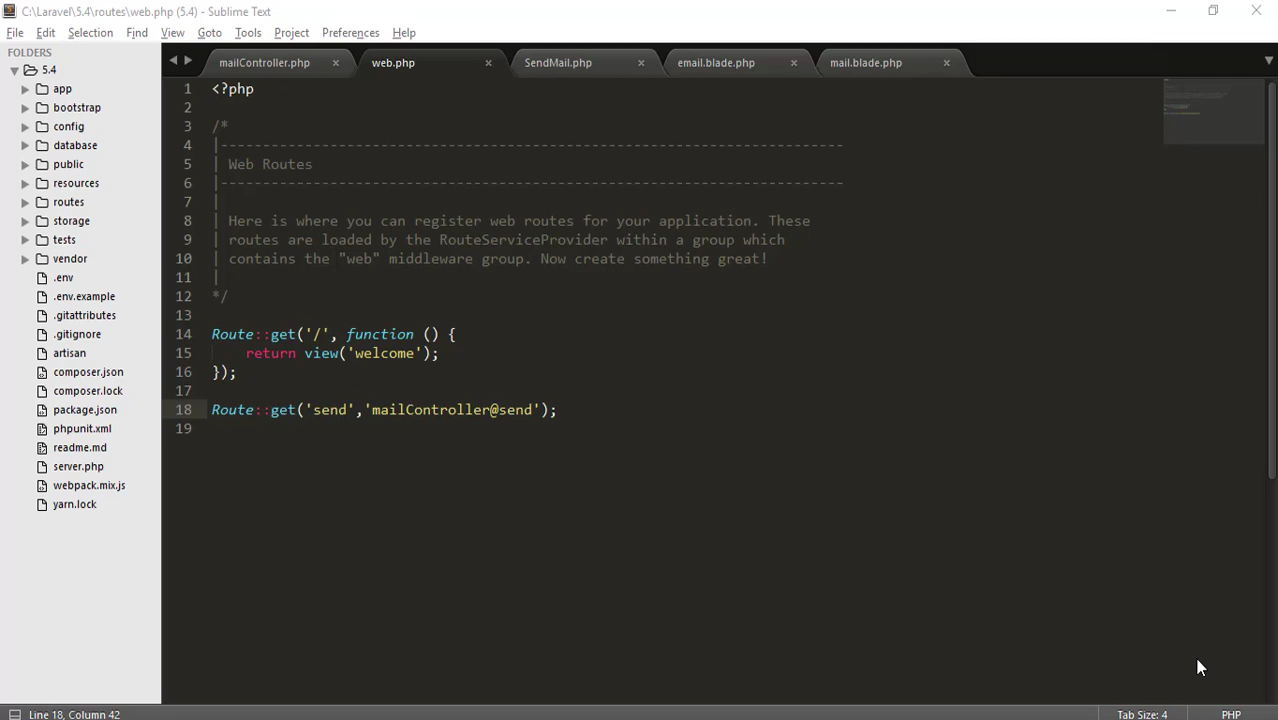 C:\Laravel\5.4\routes\web.php (5.4) - Sublime Text
File Edit Selection Find View Goto Tools Project Preferences Help
FOLDERS
5.4
app
bootstrap
config
database
public
resources
routes
storage
tests
vendor
.env
.env.example
.gitattributes
.gitignore
artisan
composer.json
composer.lock
package.json
phpunit.xml
readme.md
server.php
webpack.mix.js
yarn.lock
mailController.php × web.php × SendMail.php × email.blade.php × mail.blade.php ×
1 <?php
2
3 /*
4 |--------------------------------------------------------------------------
5 | Web Routes
6 |--------------------------------------------------------------------------
7 |
8 | Here is where you can register web routes for your application. These
9 | routes are loaded by the RouteServiceProvider within a group which
10 | contains the "web" middleware group. Now create something great!
11 |
12 */
13
14 Route::get('/', function () {
15     return view('welcome');
16 });
17
18 Route::get('send','mailController@send');
19
Line 18, Column 42
Tab Size: 4
PHP